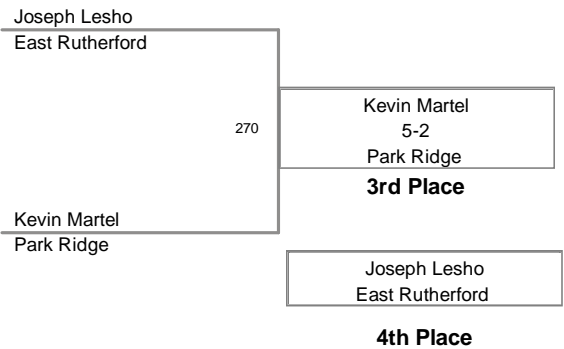 Joseph Lesho
East Rutherford
270
Kevin Martel
5-2
Park Ridge
3rd Place
Kevin Martel
Park Ridge
Joseph Lesho
East Rutherford
4th Place